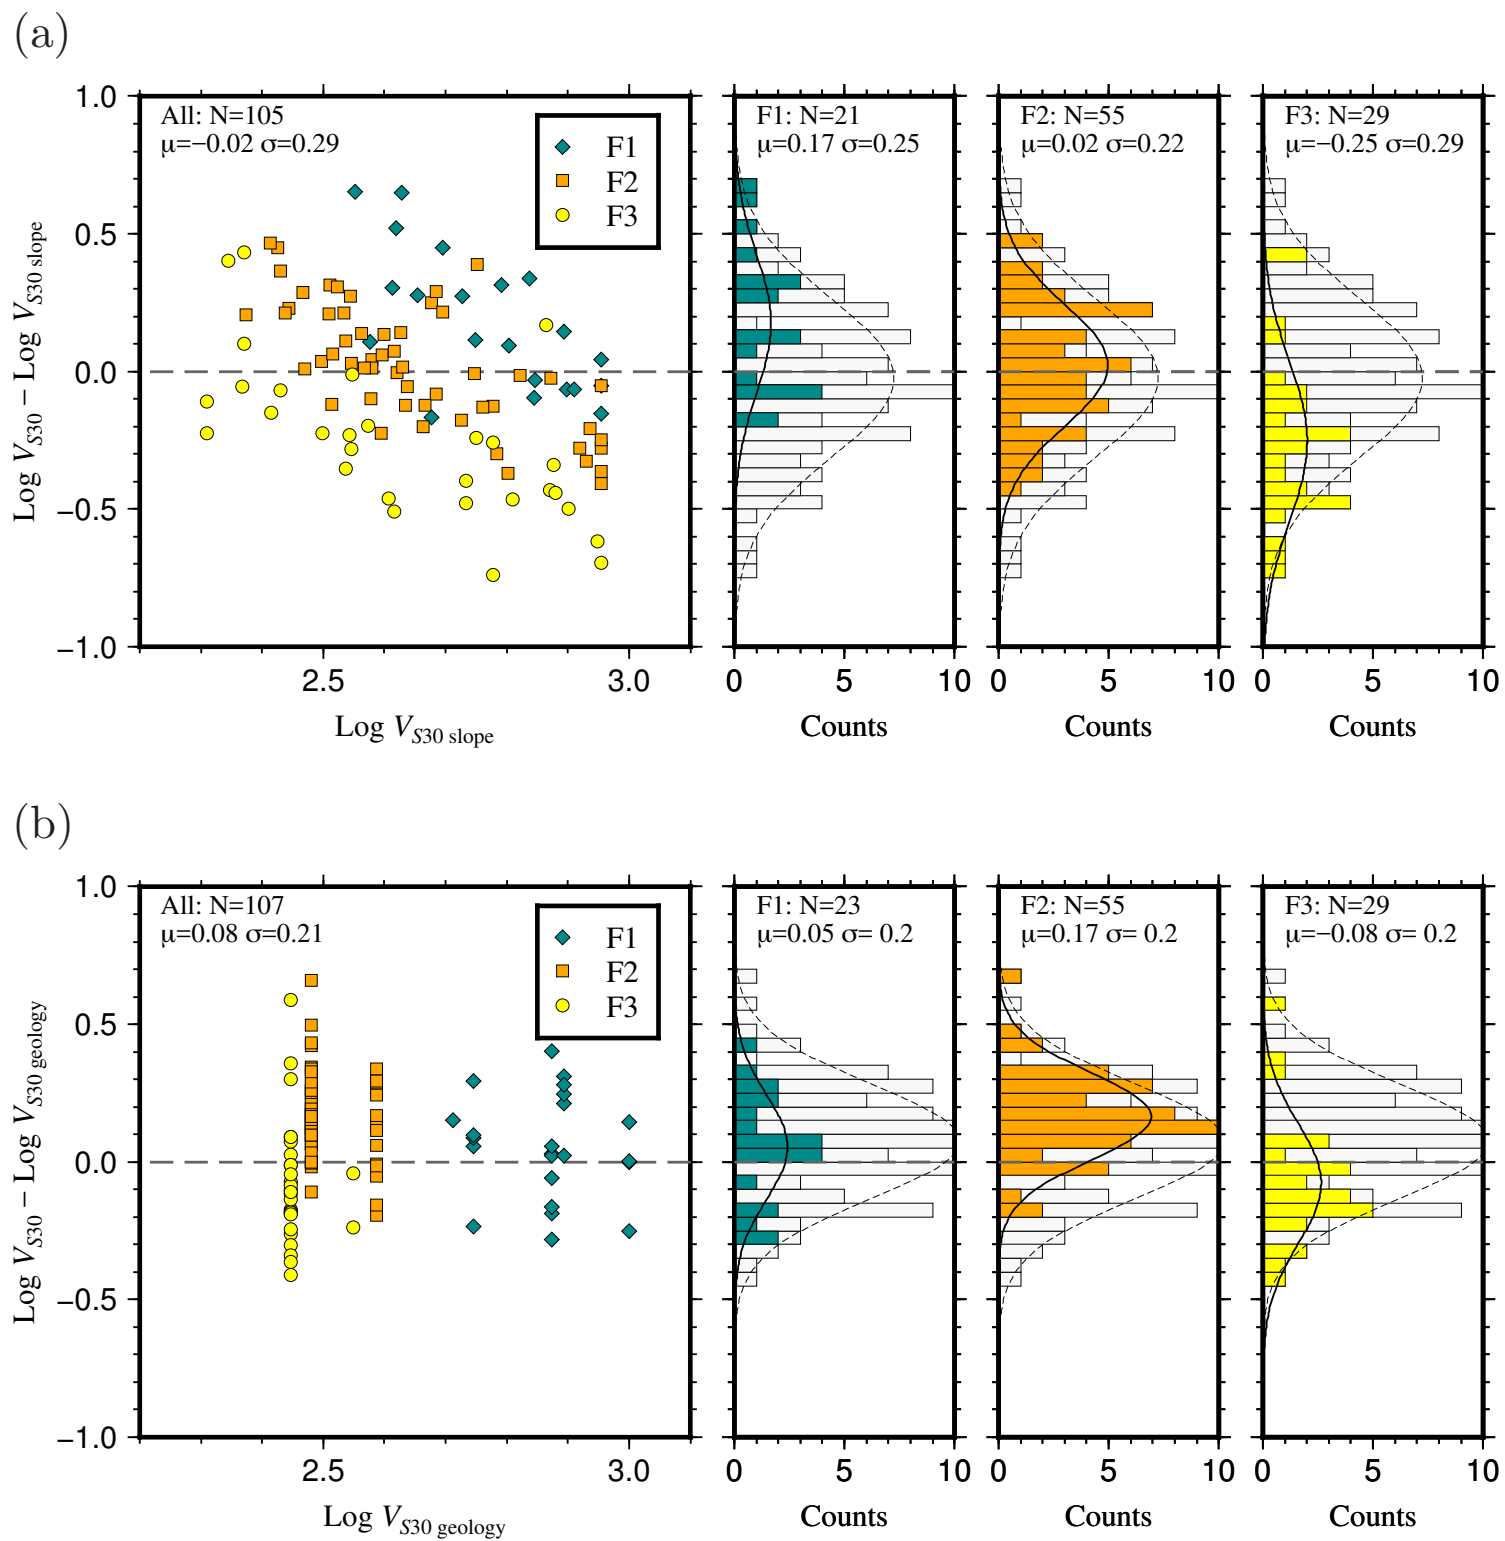 (a)
All: N=105
μ=−0.02 σ=0.29
F1
F2
F3
F1: N=21
μ=0.17 σ=0.25
F2: N=55
μ=0.02 σ=0.22
F3: N=29
μ=−0.25 σ=0.29
1.0
0.5
0.0
−0.5
−1.0
Log VS30 − Log VS30 slope
2.5 3.0
0 5 10
0 5 10
0 5 10
Log VS30 slope
Counts
Counts
Counts
(b)
All: N=107
μ=0.08 σ=0.21
F1
F2
F3
F1: N=23
μ=0.05 σ= 0.2
F2: N=55
μ=0.17 σ= 0.2
F3: N=29
μ=−0.08 σ= 0.2
1.0
0.5
0.0
−0.5
−1.0
Log VS30 − Log VS30 geology
2.5 3.0
0 5 10
0 5 10
0 5 10
Log VS30 geology
Counts
Counts
Counts